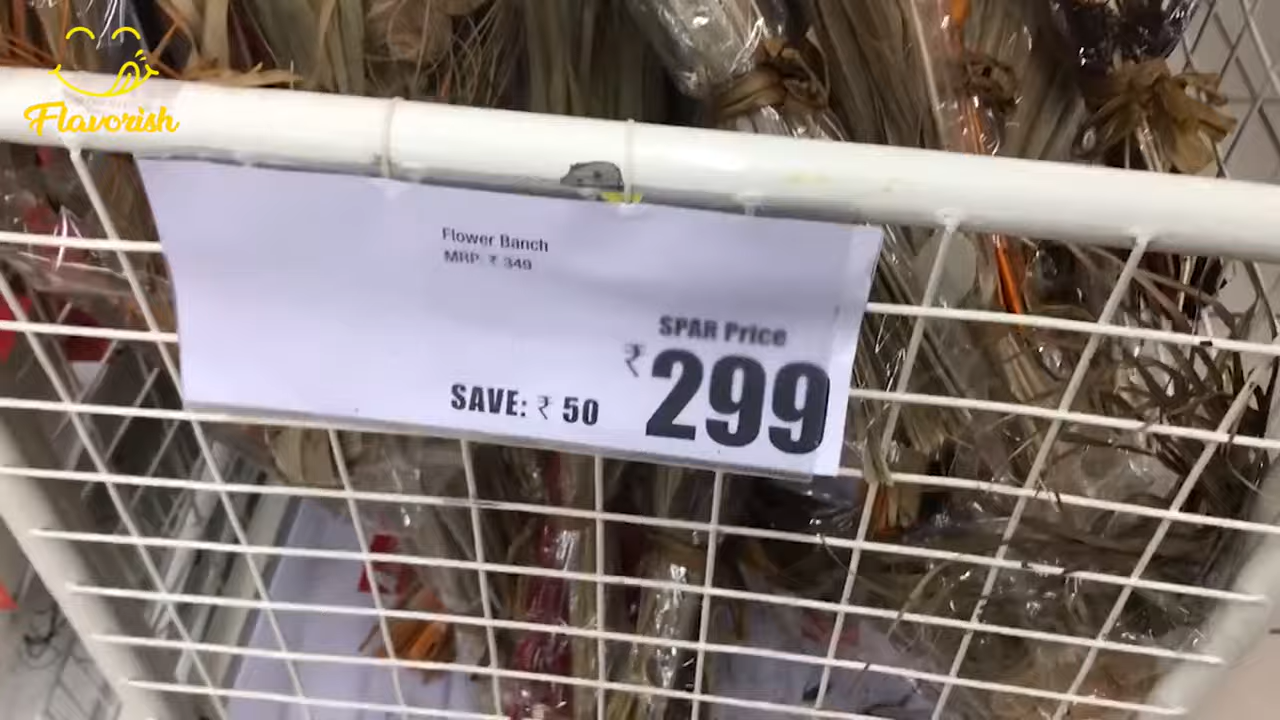 Flavorish
Flower Banch
MRP: ₹ 349
SPAR Price
₹299
SAVE: ₹ 50